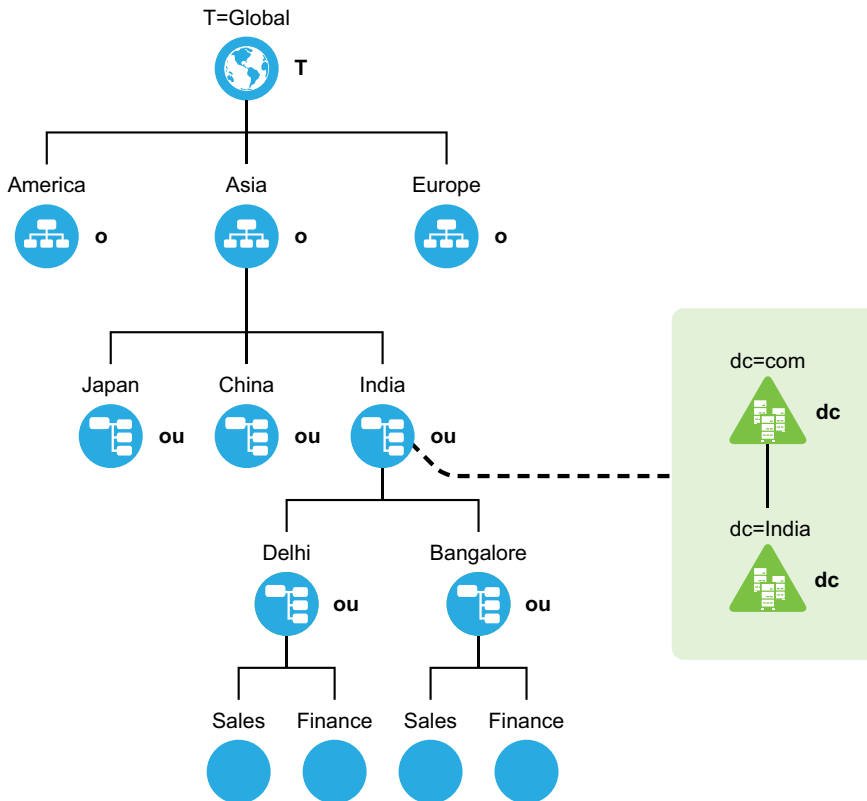 T=Global
T
America
Asia
Europe
o
o
o
Japan
China
India
ou
ou
ou
dc=com
dc
dc=India
dc
Delhi
Bangalore
ou
ou
Sales
Finance
Sales
Finance